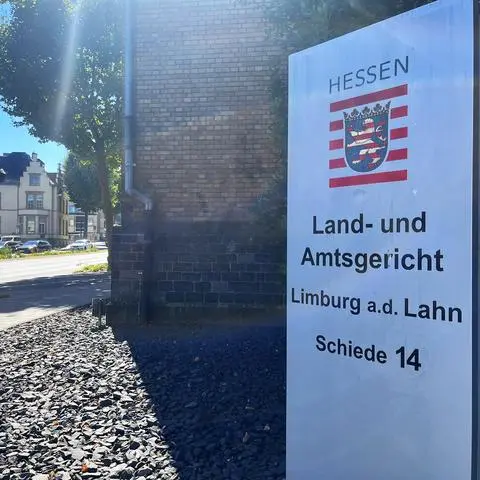 HESSEN
Land- und
Amtsgericht
Limburg a.d. Lahn
Schiede 14